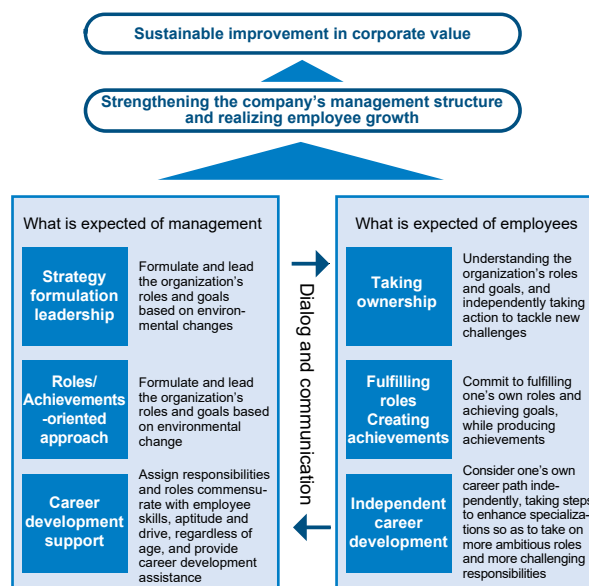 Sustainable improvement in corporate value
Strengthening the company's management structure
and realizing employee growth
What is expected of management
Strategy
formulation
leadership
Formulate and lead
the organization's
roles and goals
based on environ-
mental changes
Roles/
Achievements
-oriented
approach
Formulate and lead
the organization's
roles and goals based
on environmental
change
Career
development
support
Assign responsibilities
and roles commensu-
rate with employee
skills, aptitude and
drive, regardless of
age, and provide
career development
assistance
Dialog and communication
What is expected of employees
Taking
ownership
Understanding the
organization's roles
and goals, and
independently taking
action to tackle new
challenges
Fulfilling
roles
Creating
achievements
Commit to fulfilling
one's own roles and
achieving goals,
while producing
achievements
Independent
career
development
Consider one's own
career path inde-
pendently, taking steps
to enhance specializa-
tions so as to take on
more ambitious roles
and more challenging
responsibilities